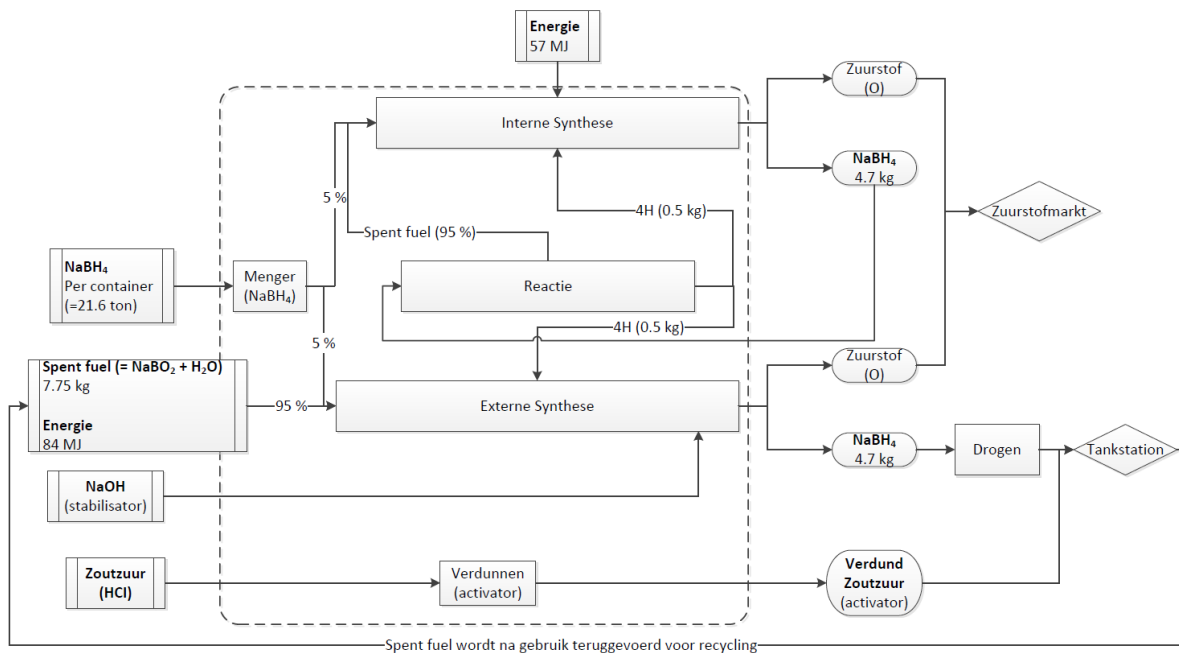 Energie
57 MJ
Zuurstof
(O)
Interne Synthese
NaBH₄
4.7 kg
5 %
4H (0.5 kg)
Zuurstofmarkt
Spent fuel (95 %)
NaBH₄
Per container
(=21.6 ton)
Menger
(NaBH₄)
Reactie
4H (0.5 kg)
5 %
Zuurstof
(O)
Spent fuel (= NaBO₂ + H₂O)
7.75 kg
Energie
84 MJ
95 %
Externe Synthese
NaBH₄
4.7 kg
Drogen
Tankstation
NaOH
(stabilisator)
Zoutzuur
(HCl)
Verdunnen
(activator)
Verdund
Zoutzuur
(activator)
Spent fuel wordt na gebruik teruggevoerd voor recycling